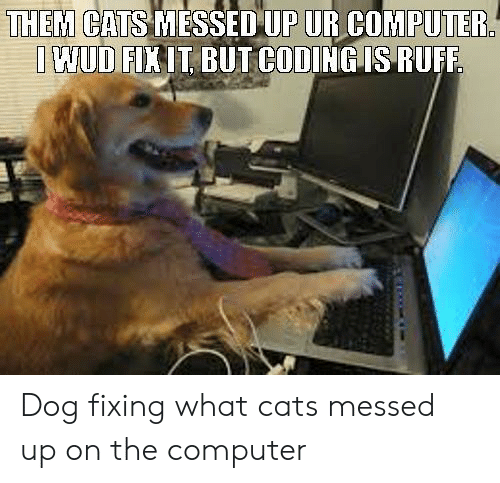 THEM CATS MESSED UP UR COMPUTER.
I WUD FIX IT, BUT CODING IS RUFF.
Dog fixing what cats messed
up on the computer